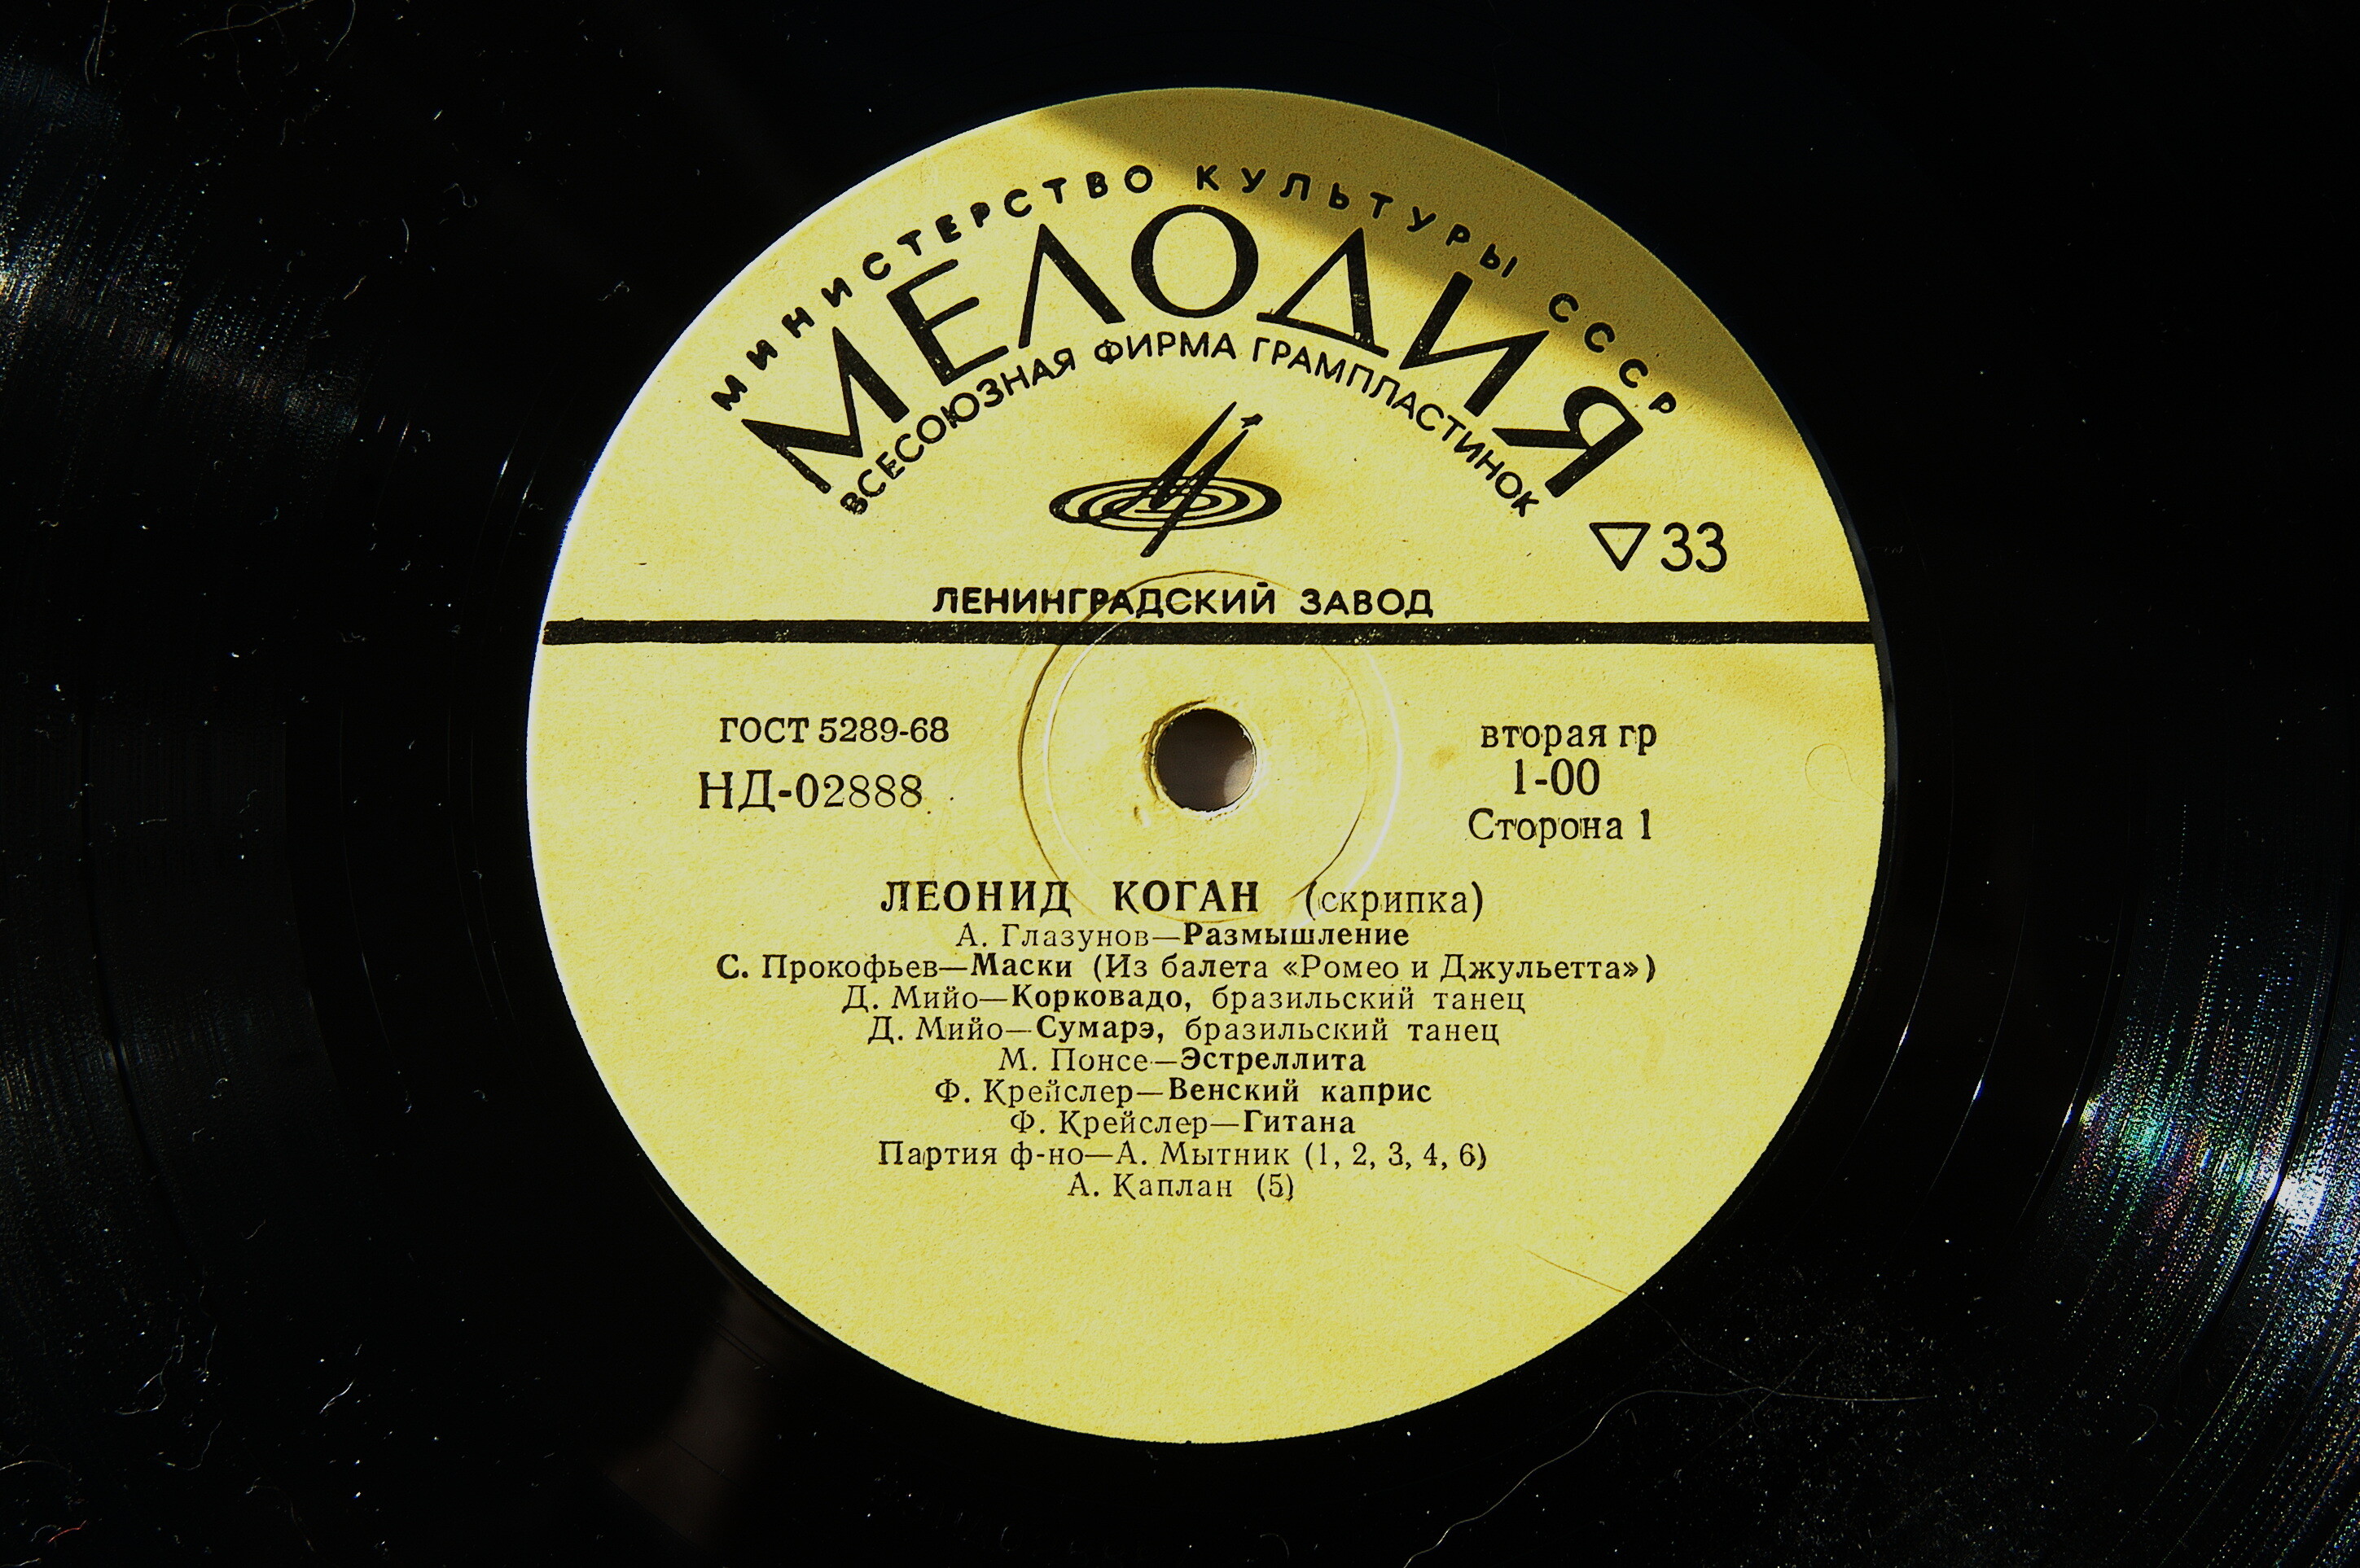 МИНИСТЕРСТВО КУЛЬТУРЫ СССР
МЕЛОДИЯ
ВСЕСОЮЗНАЯ ФИРМА ГРАМПЛАСТИНОК
▽33
ЛЕНИНГРАДСКИЙ ЗАВОД
ГОСТ 5289-68
НД-02888
вторая гр
1-00
Сторона 1
ЛЕОНИД КОГАН (скрипка)
А. Глазунов—Размышление
С. Прокофьев—Маски (Из балета «Ромео и Джульетта»)
Д. Мийо—Корковадо, бразильский танец
Д. Мийо—Сумарэ, бразильский танец
М. Понсе—Эстреллита
Ф. Крейслер—Венский каприс
Ф. Крейслер—Гитана
Партия ф-но—А. Мытник (1, 2, 3, 4, 6)
А. Каплан (5)